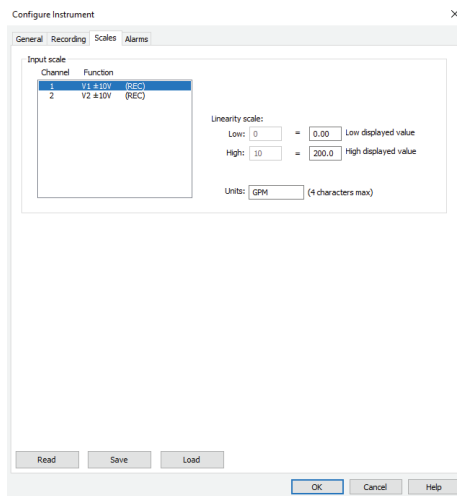 Configure Instrument
General Recording Scales Alarms
Input scale
Channel Function
1 V1 ±10V (REC)
2 V2 ±10V (REC)
Linearity scale:
Low: 0 = 0.00 Low displayed value
High: 10 = 200.0 High displayed value
Units: GPM (4 characters max)
Read Save Load
OK Cancel Help